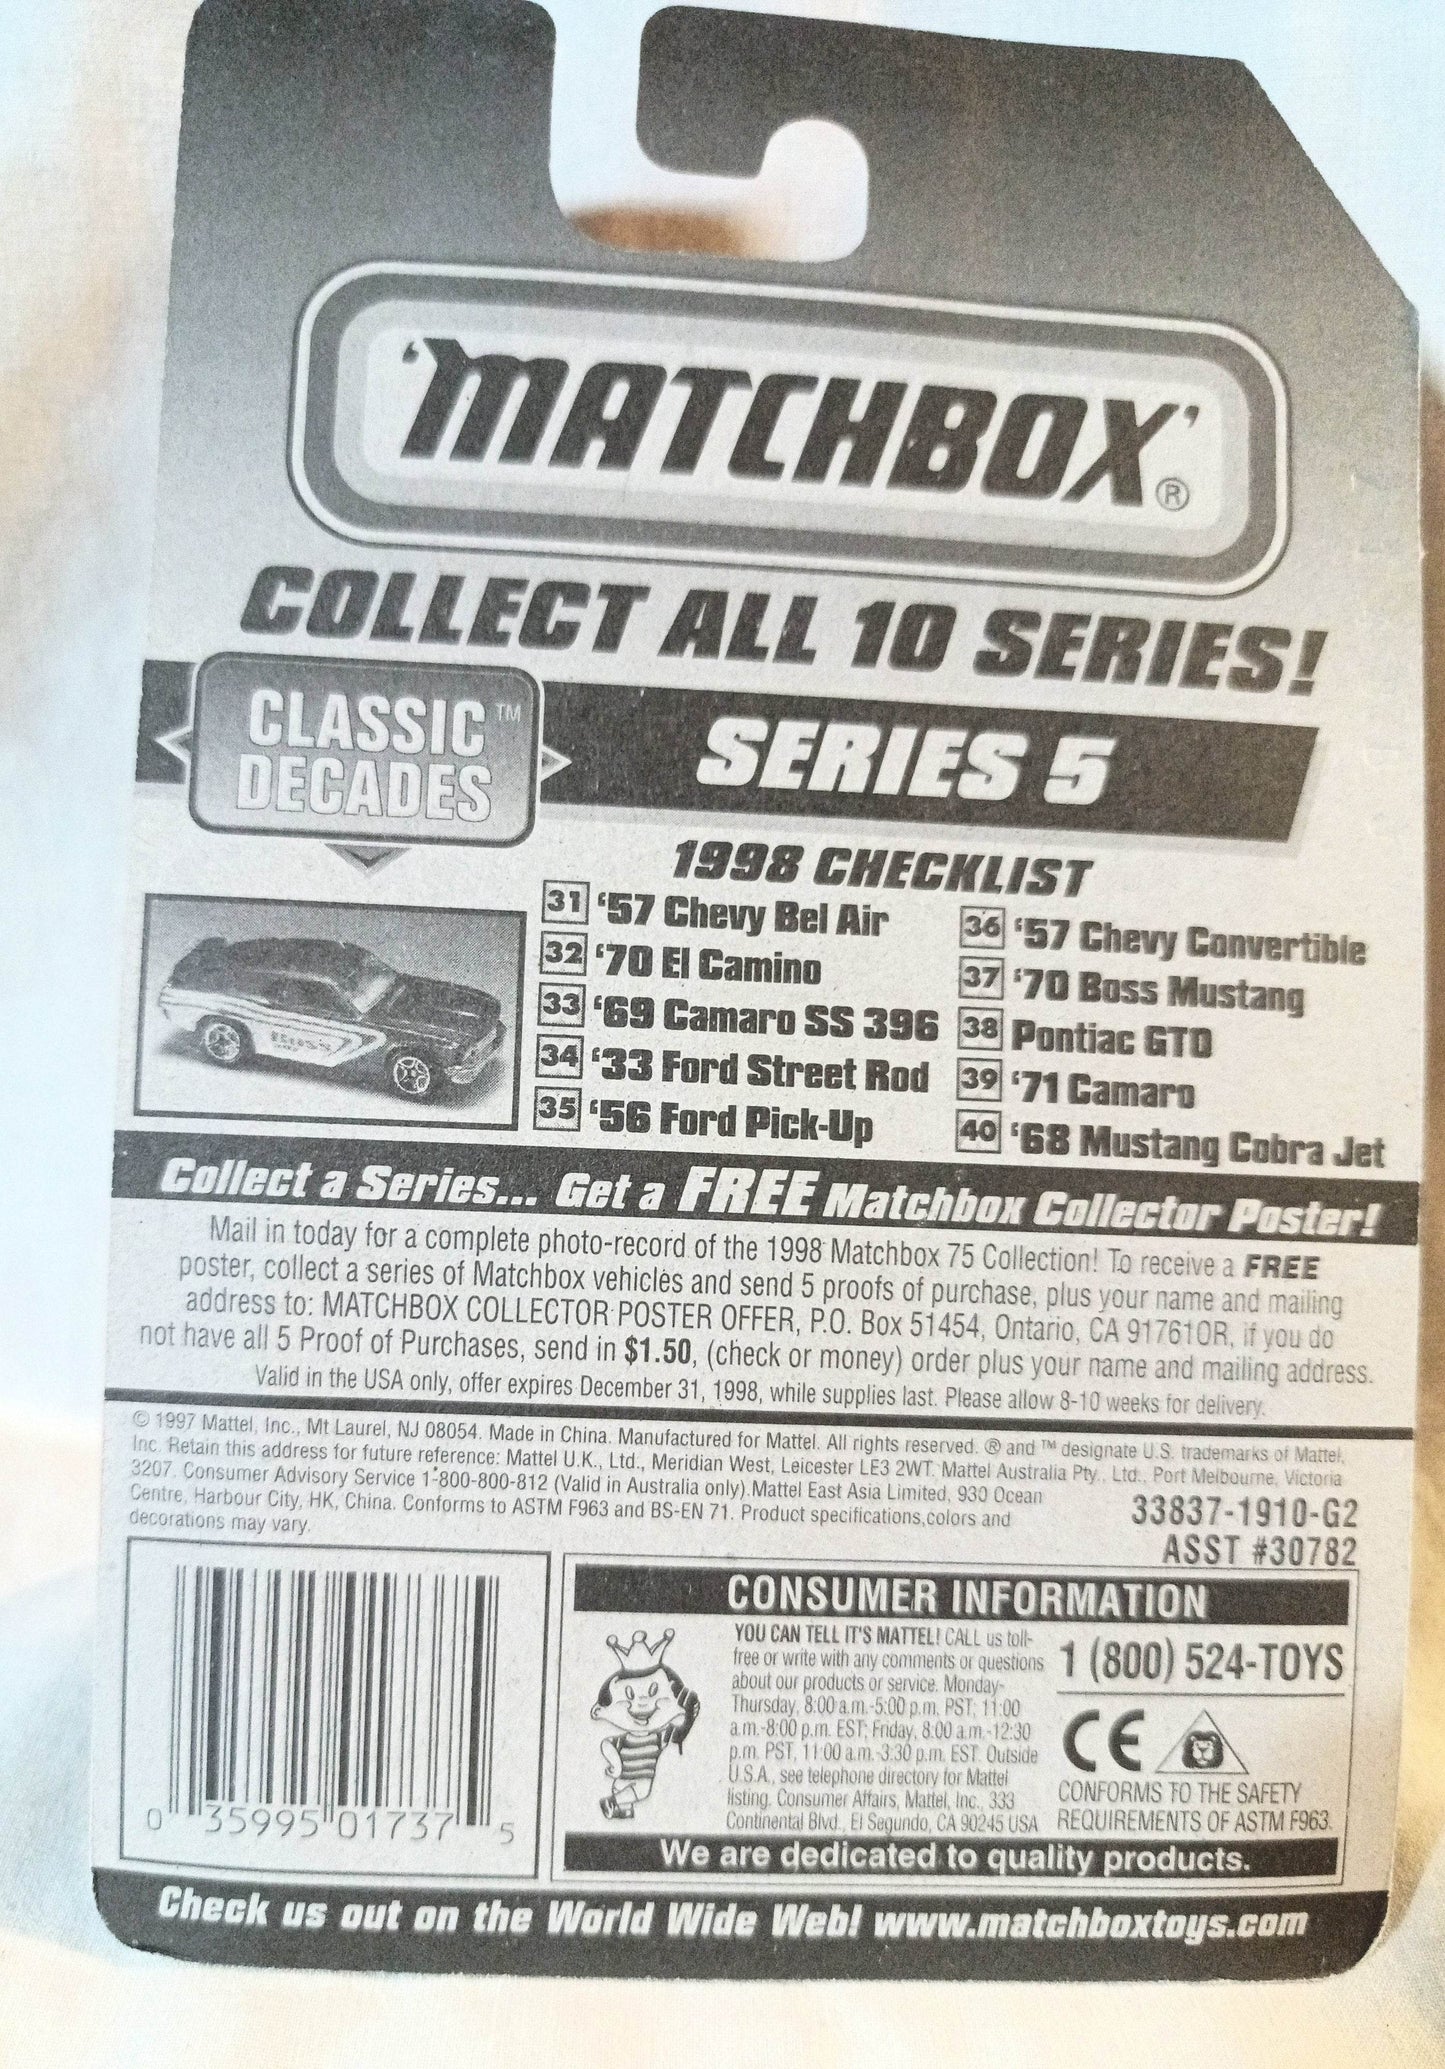 'MATCHBOX'®
COLLECT ALL 10 SERIES!
CLASSIC™
DECADES
SERIES 5
1998 CHECKLIST
31 '57 Chevy Bel Air
32 '70 El Camino
33 '69 Camaro SS 396
34 '33 Ford Street Rod
35 '56 Ford Pick-Up
36 '57 Chevy Convertible
37 '70 Boss Mustang
38 Pontiac GTO
39 '71 Camaro
40 '68 Mustang Cobra Jet
BOSS
Collect a Series... Get a FREE Matchbox Collector Poster!
Mail in today for a complete photo-record of the 1998 Matchbox 75 Collection! To receive a FREE
poster, collect a series of Matchbox vehicles and send 5 proofs of purchase, plus your name and mailing
address to: MATCHBOX COLLECTOR POSTER OFFER, P.O. Box 51454, Ontario, CA 91761OR, if you do
not have all 5 Proof of Purchases, send in $1.50, (check or money) order plus your name and mailing address.
Valid in the USA only, offer expires December 31, 1998, while supplies last. Please allow 8-10 weeks for delivery.
© 1997 Mattel, Inc., Mt Laurel, NJ 08054. Made in China. Manufactured for Mattel. All rights reserved. ® and ™ designate U.S. trademarks of Mattel,
Inc. Retain this address for future reference: Mattel U.K., Ltd., Meridian West, Leicester LE3 2WT. Mattel Australia Pty., Ltd., Port Melbourne, Victoria
3207. Consumer Advisory Service 1-800-800-812 (Valid in Australia only).Mattel East Asia Limited, 930 Ocean
Centre, Harbour City, HK, China. Conforms to ASTM F963 and BS-EN 71. Product specifications,colors and
decorations may vary.
33837-1910-G2
ASST #30782
0 35995 01737 5
CONSUMER INFORMATION
YOU CAN TELL IT'S MATTEL! CALL us toll-
free or write with any comments or questions
about our products or service. Monday-
Thursday, 8:00 a.m.-5:00 p.m. PST; 11:00
a.m.-8:00 p.m. EST; Friday, 8:00 a.m.-12:30
p.m. PST, 11:00 a.m.-3:30 p.m. EST. Outside
U.S.A., see telephone directory for Mattel
listing. Consumer Affairs, Mattel, Inc., 333
Continental Blvd., El Segundo, CA 90245 USA
1 (800) 524-TOYS
CE
CONFORMS TO THE SAFETY
REQUIREMENTS OF ASTM F963.
We are dedicated to quality products.
Check us out on the World Wide Web! www.matchboxtoys.com